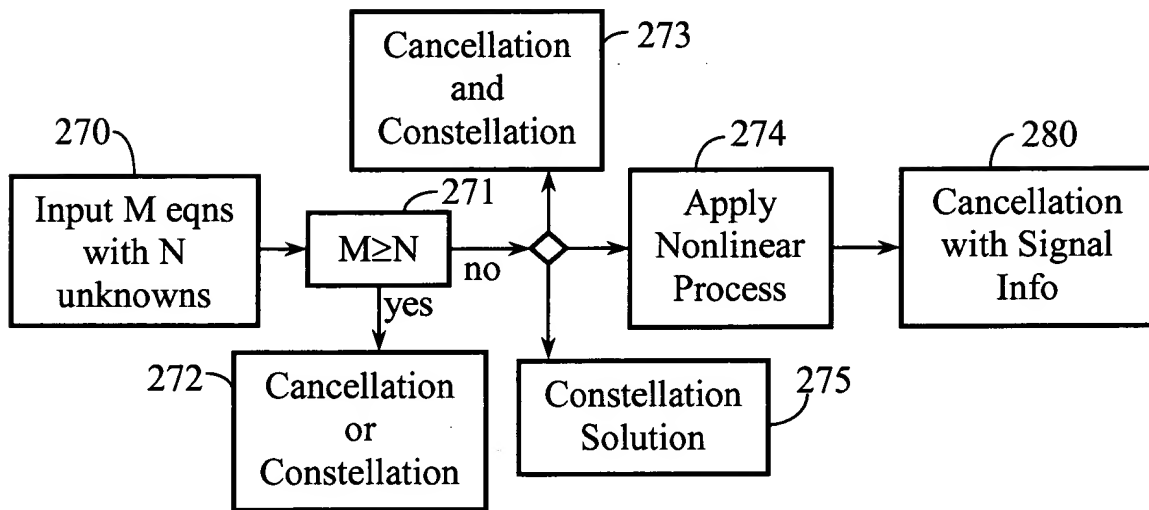 273
Cancellation
and
Constellation
270
Input M eqns
with N
unknowns
271
M≥N
no
yes
274
Apply
Nonlinear
Process
280
Cancellation
with Signal
Info
272
Cancellation
or
Constellation
275
Constellation
Solution